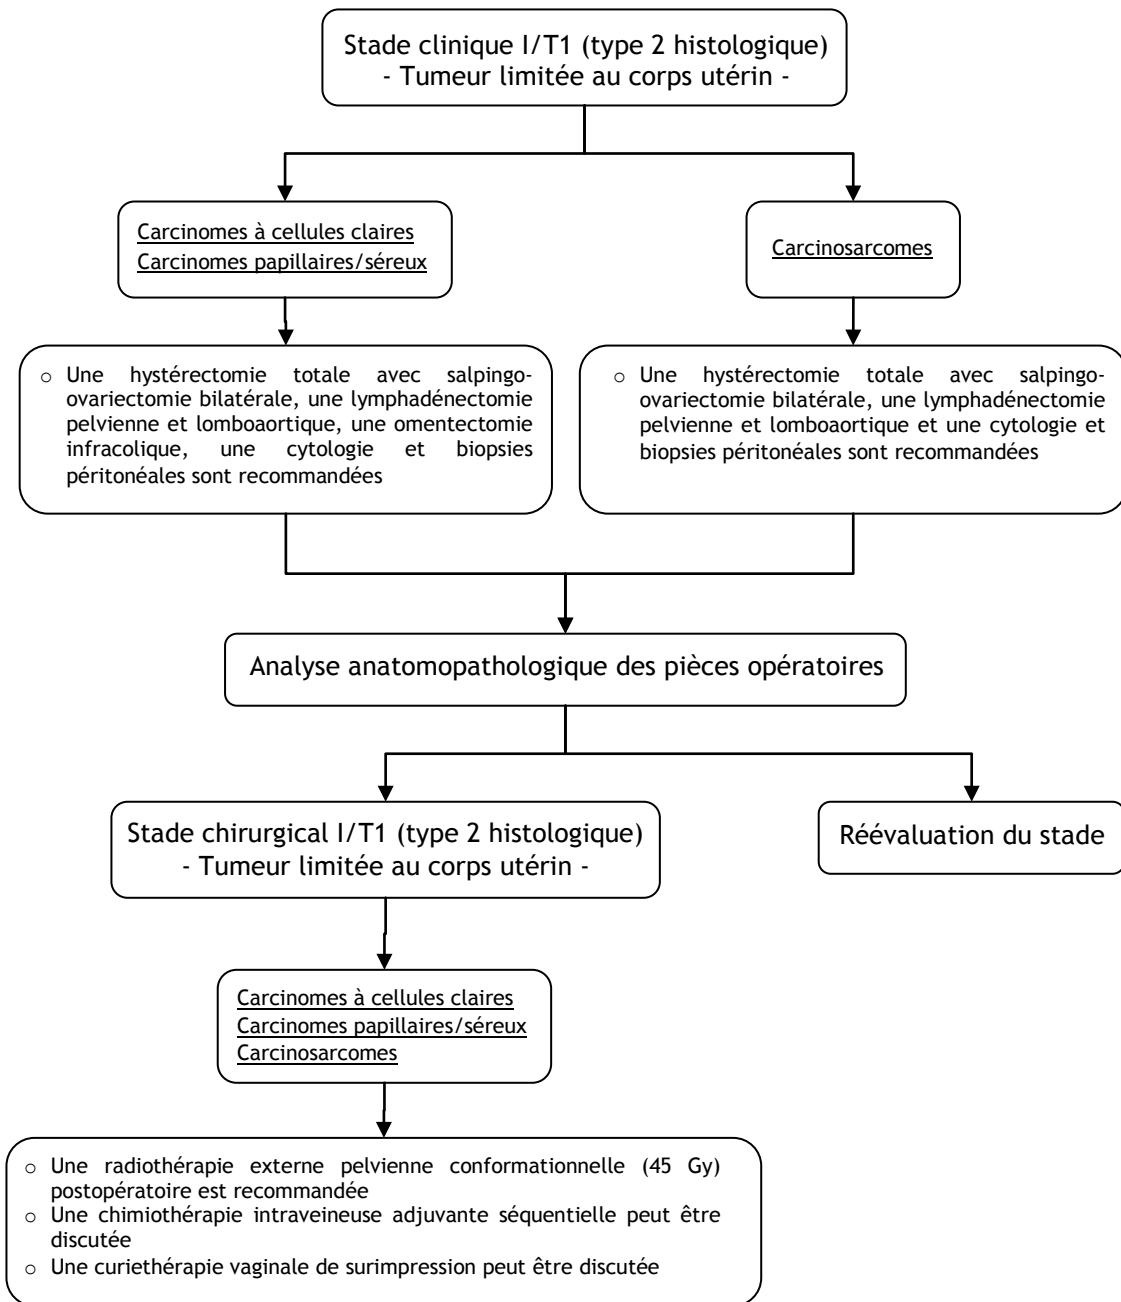 Stade clinique I/T1 (type 2 histologique)
- Tumeur limitée au corps utérin -
Carcinomes à cellules claires
Carcinomes papillaires/séreux
Carcinosarcomes
o Une hystérectomie totale avec salpingo-
ovariectomie bilatérale, une lymphadénectomie
pelvienne et lomboaortique, une omentectomie
infracolique, une cytologie et biopsies
péritonéales sont recommandées
o Une hystérectomie totale avec salpingo-
ovariectomie bilatérale, une lymphadénectomie
pelvienne et lomboaortique et une cytologie et
biopsies péritonéales sont recommandées
Analyse anatomopathologique des pièces opératoires
Stade chirurgical I/T1 (type 2 histologique)
- Tumeur limitée au corps utérin -
Réévaluation du stade
Carcinomes à cellules claires
Carcinomes papillaires/séreux
Carcinosarcomes
o Une radiothérapie externe pelvienne conformationnelle (45 Gy)
postopératoire est recommandée
o Une chimiothérapie intraveineuse adjuvante séquentielle peut être
discutée
o Une curiethérapie vaginale de surimpression peut être discutée